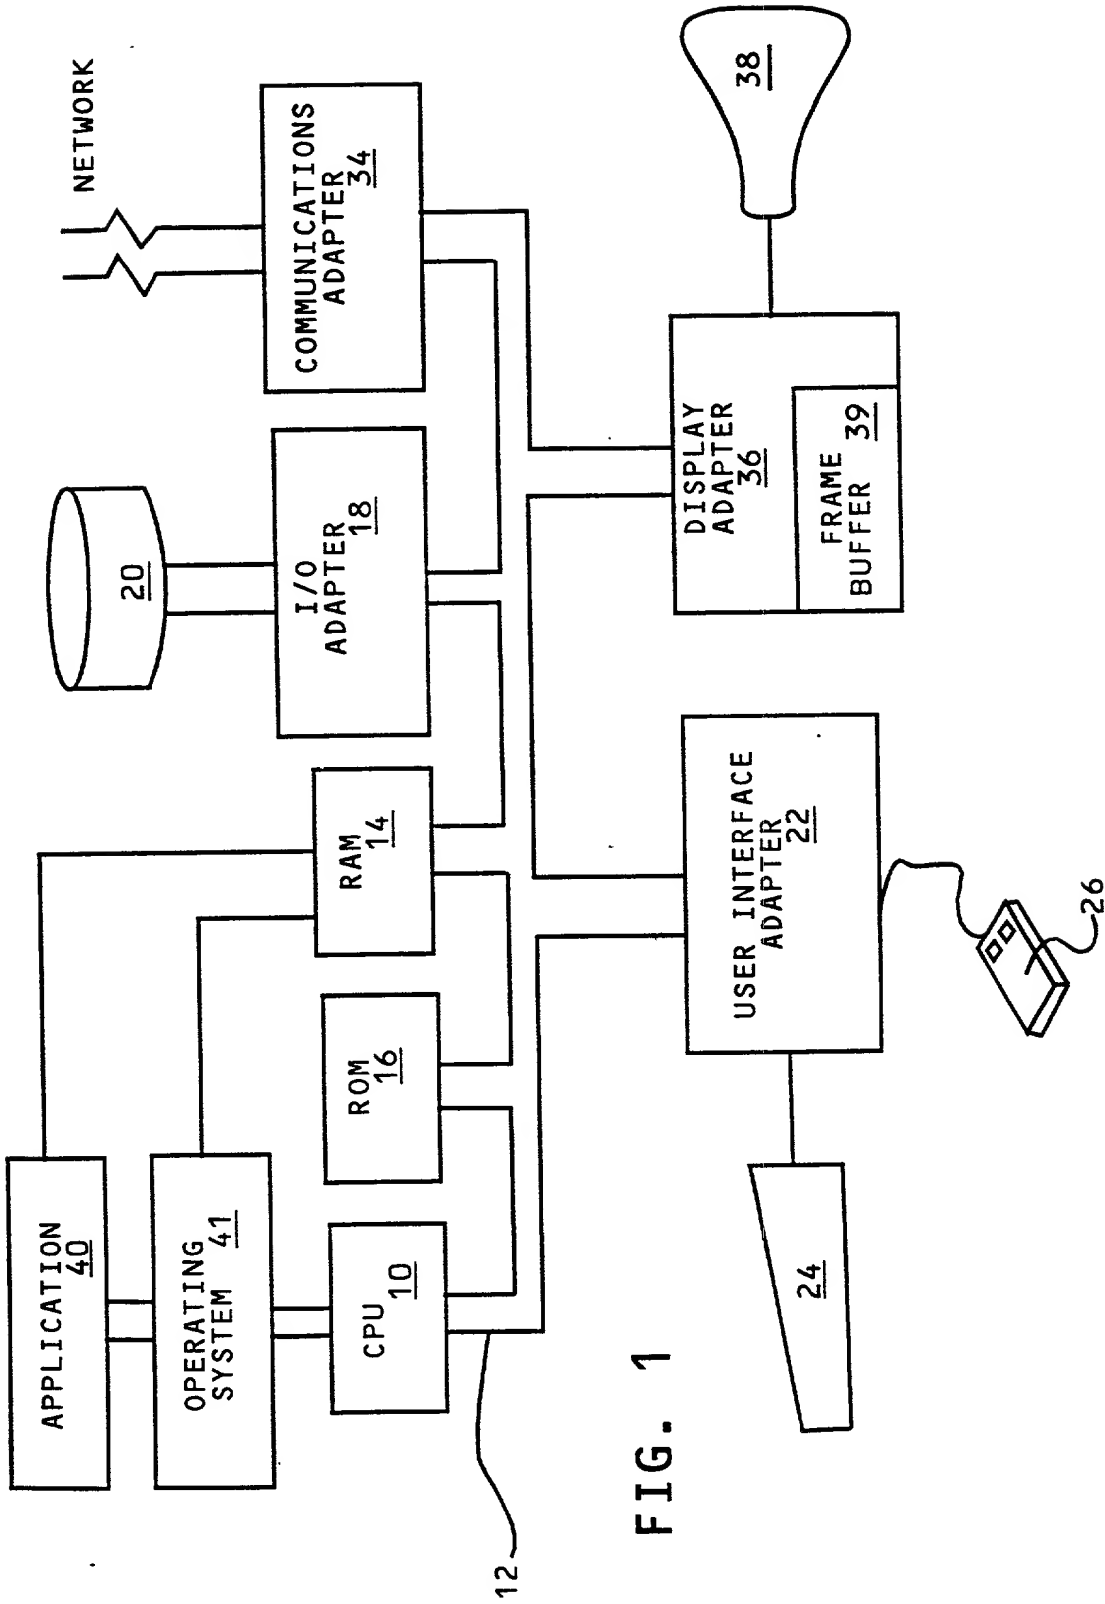 APPLICATION
40
OPERATING
SYSTEM 41
CPU
10
ROM
16
RAM
14
20
I/O
ADAPTER
18
NETWORK
COMMUNICATIONS
ADAPTER
34
12
24
USER INTERFACE
ADAPTER
22
26
DISPLAY
ADAPTER
36
FRAME
BUFFER 39
38
FIG. 1